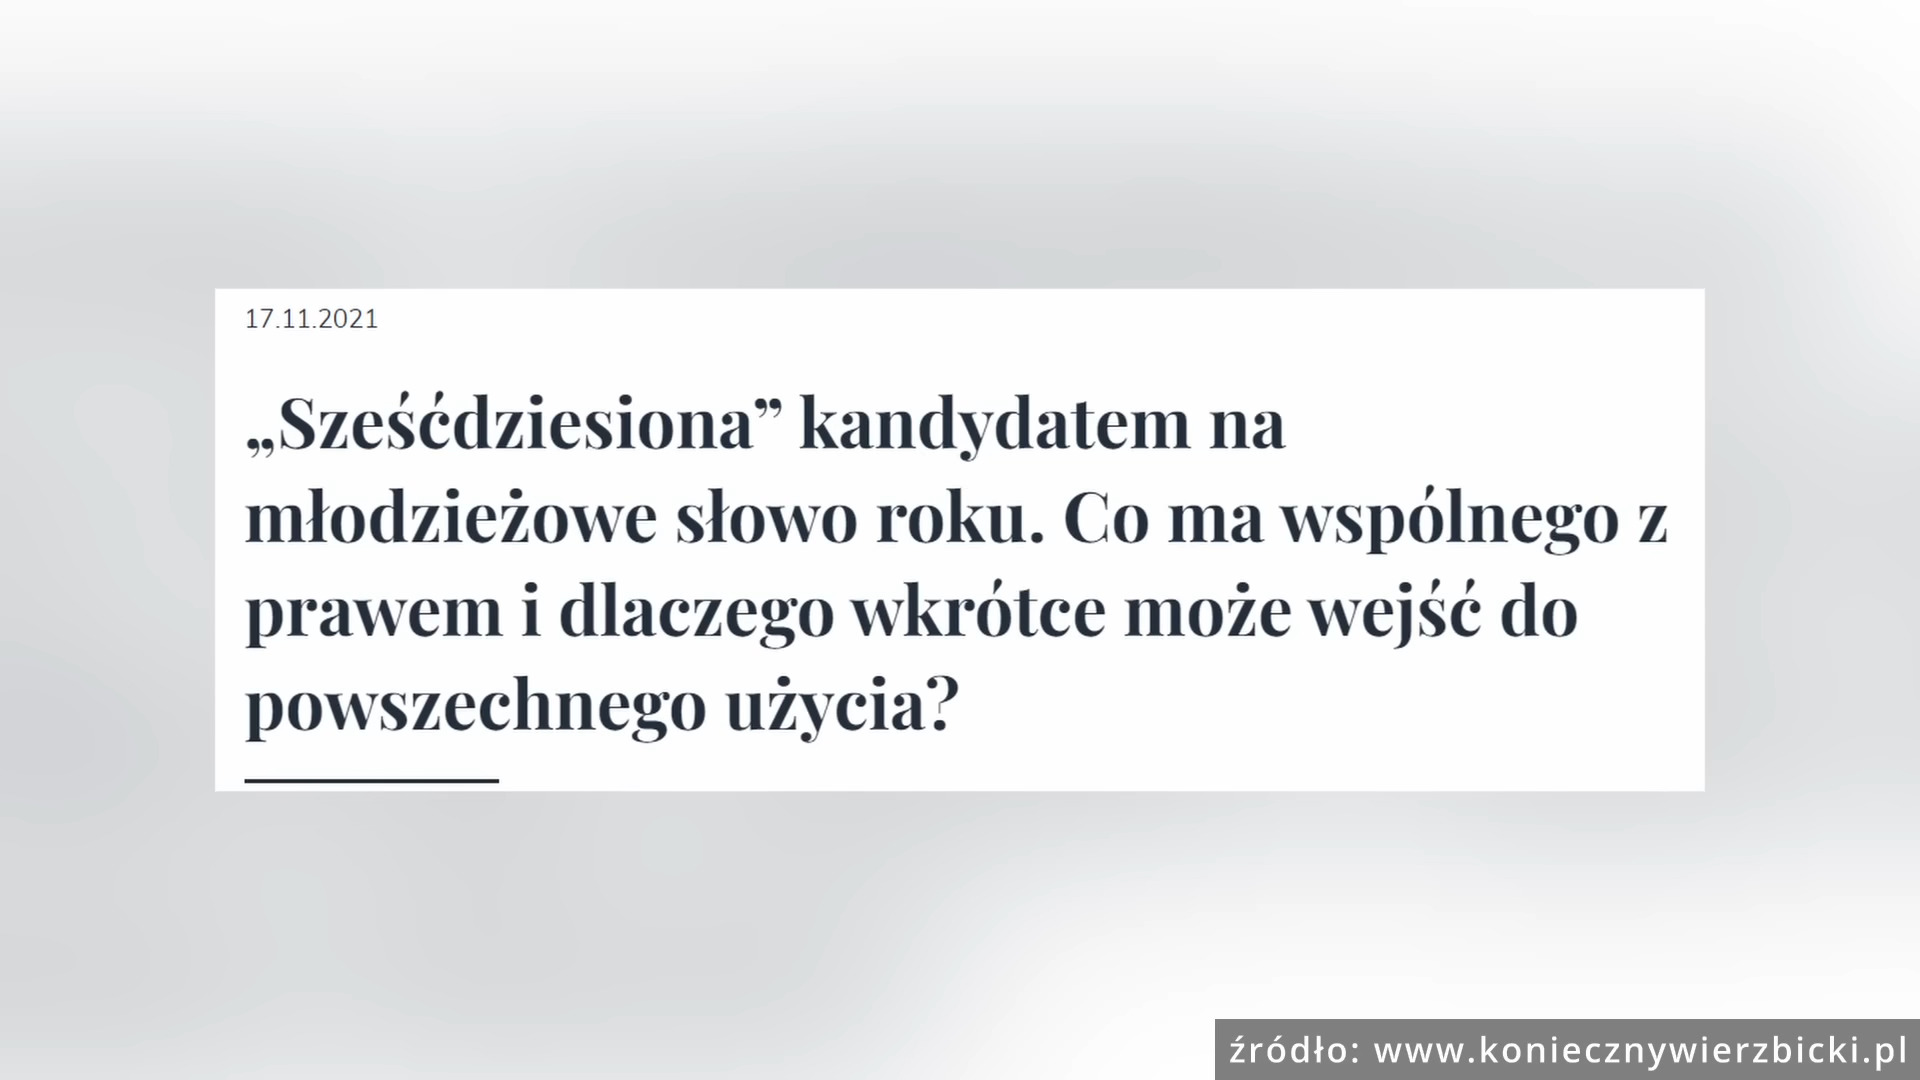 17.11.2021
„Sześćdziesiona” kandydatem na
młodzieżowe słowo roku. Co ma wspólnego z
prawem i dlaczego wkrótce może wejść do
powszechnego użycia?
źródło: www.koniecznywierzbicki.pl